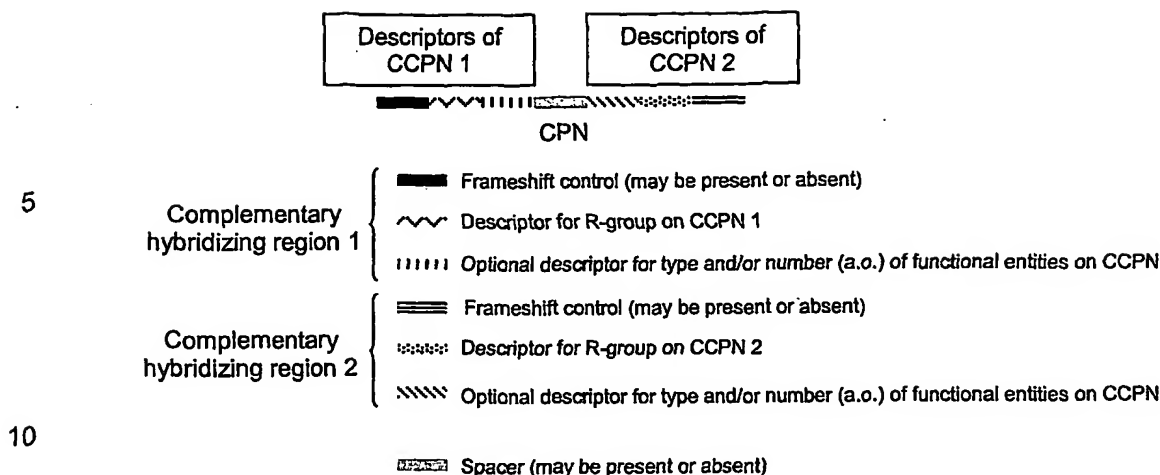 Descriptors of
CCPN 1
Descriptors of
CCPN 2
CPN
5
Complementary
hybridizing region 1
Frameshift control (may be present or absent)
Descriptor for R-group on CCPN 1
Optional descriptor for type and/or number (a.o.) of functional entities on CCPN
Complementary
hybridizing region 2
Frameshift control (may be present or absent)
Descriptor for R-group on CCPN 2
Optional descriptor for type and/or number (a.o.) of functional entities on CCPN
10
Spacer (may be present or absent)